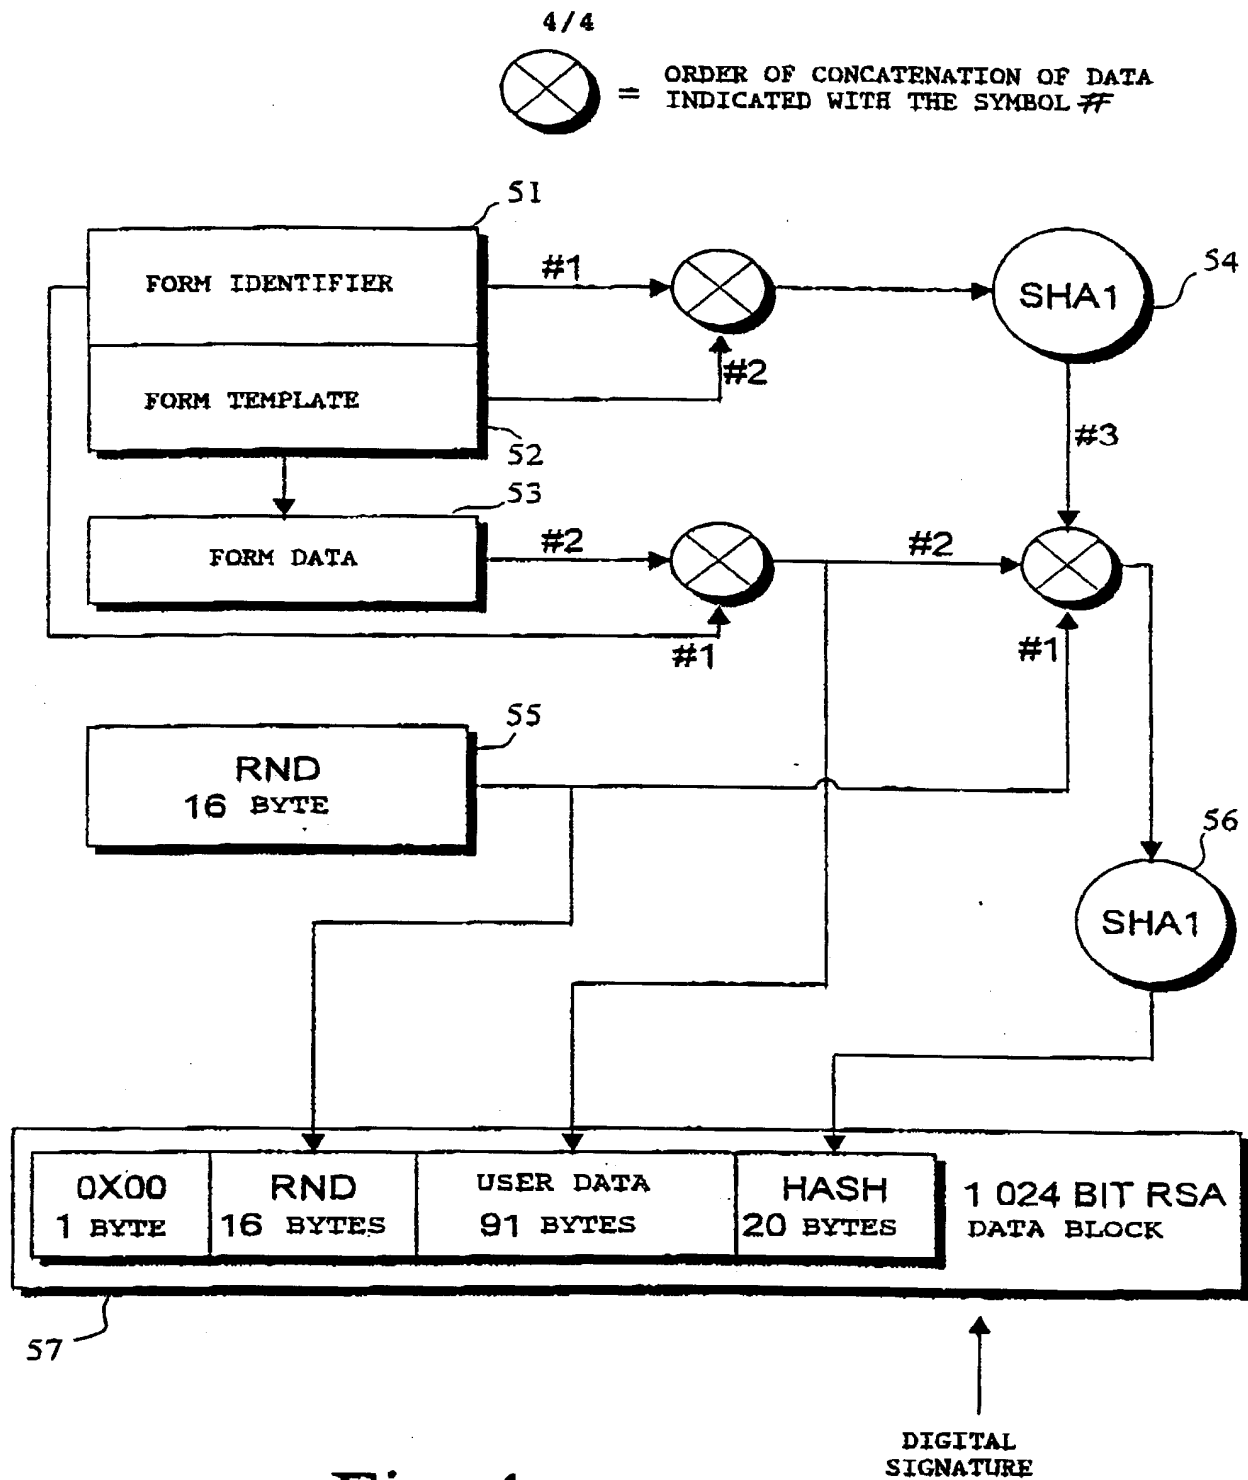 4/4
= ORDER OF CONCATENATION OF DATA
INDICATED WITH THE SYMBOL #
51
FORM IDENTIFIER
#1
SHA1
54
FORM TEMPLATE
#2
52
#3
53
FORM DATA
#2
#2
#1
#1
55
RND
16 BYTE
56
SHA1
0X00
1 BYTE
RND
16 BYTES
USER DATA
91 BYTES
HASH
20 BYTES
1 024 BIT RSA
DATA BLOCK
57
DIGITAL
SIGNATURE